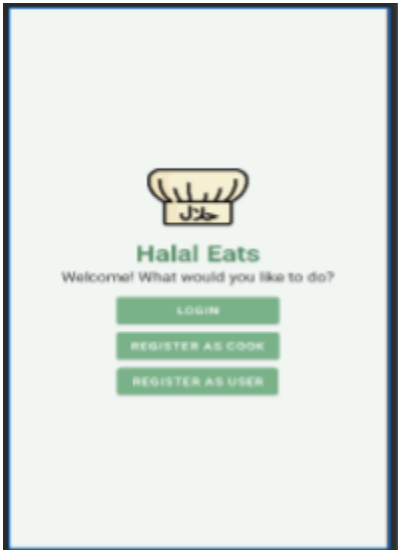 حلال
Halal Eats
Welcome! What would you like to do?
LOGIN
REGISTER AS COOK
REGISTER AS USER